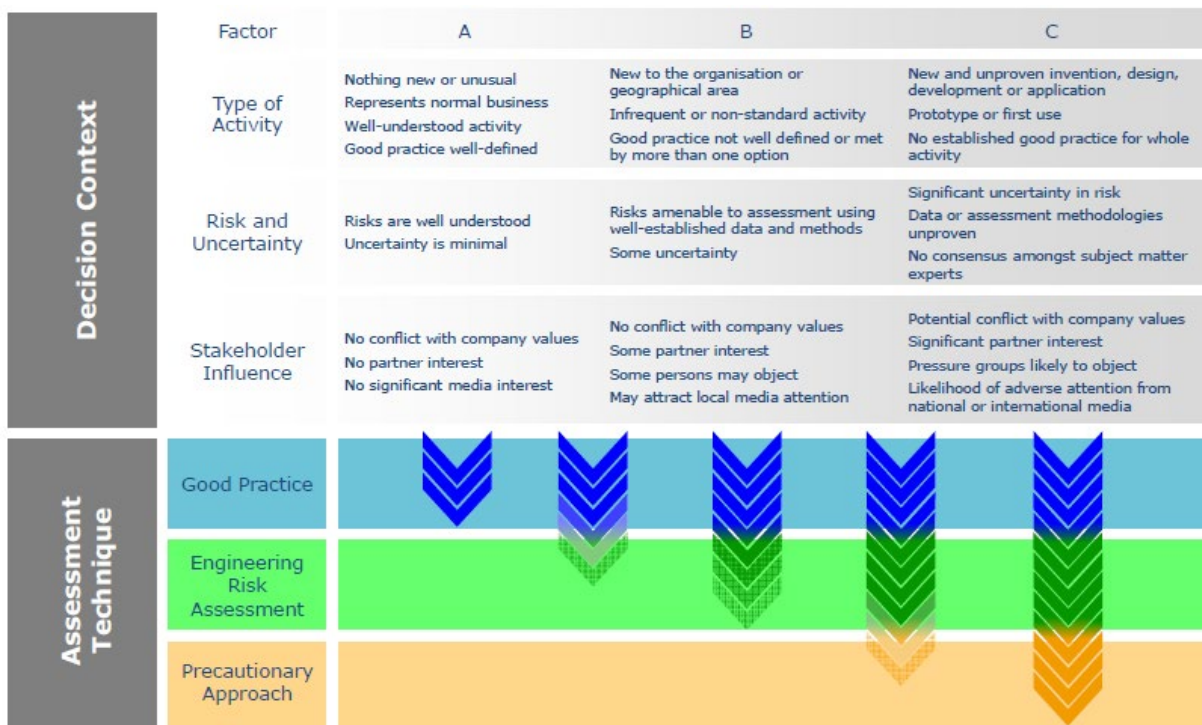 Decision Context
Factor
A
B
C
Type of
Activity
Nothing new or unusual
Represents normal business
Well-understood activity
Good practice well-defined
New to the organisation or
geographical area
Infrequent or non-standard activity
Good practice not well defined or met
by more than one option
New and unproven invention, design,
development or application
Prototype or first use
No established good practice for whole
activity
Risk and
Uncertainty
Risks are well understood
Uncertainty is minimal
Risks amenable to assessment using
well-established data and methods
Some uncertainty
Significant uncertainty in risk
Data or assessment methodologies
unproven
No consensus amongst subject matter
experts
Stakeholder
Influence
No conflict with company values
No partner interest
No significant media interest
No conflict with company values
Some partner interest
Some persons may object
May attract local media attention
Potential conflict with company values
Significant partner interest
Pressure groups likely to object
Likelihood of adverse attention from
national or international media
Assessment
Technique
Good Practice
Engineering
Risk
Assessment
Precautionary
Approach